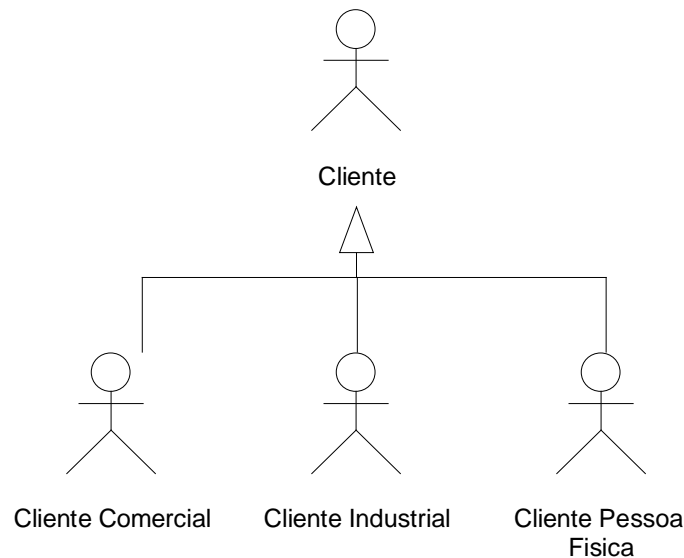 Cliente
Cliente Comercial
Cliente Industrial
Cliente Pessoa
Fisica